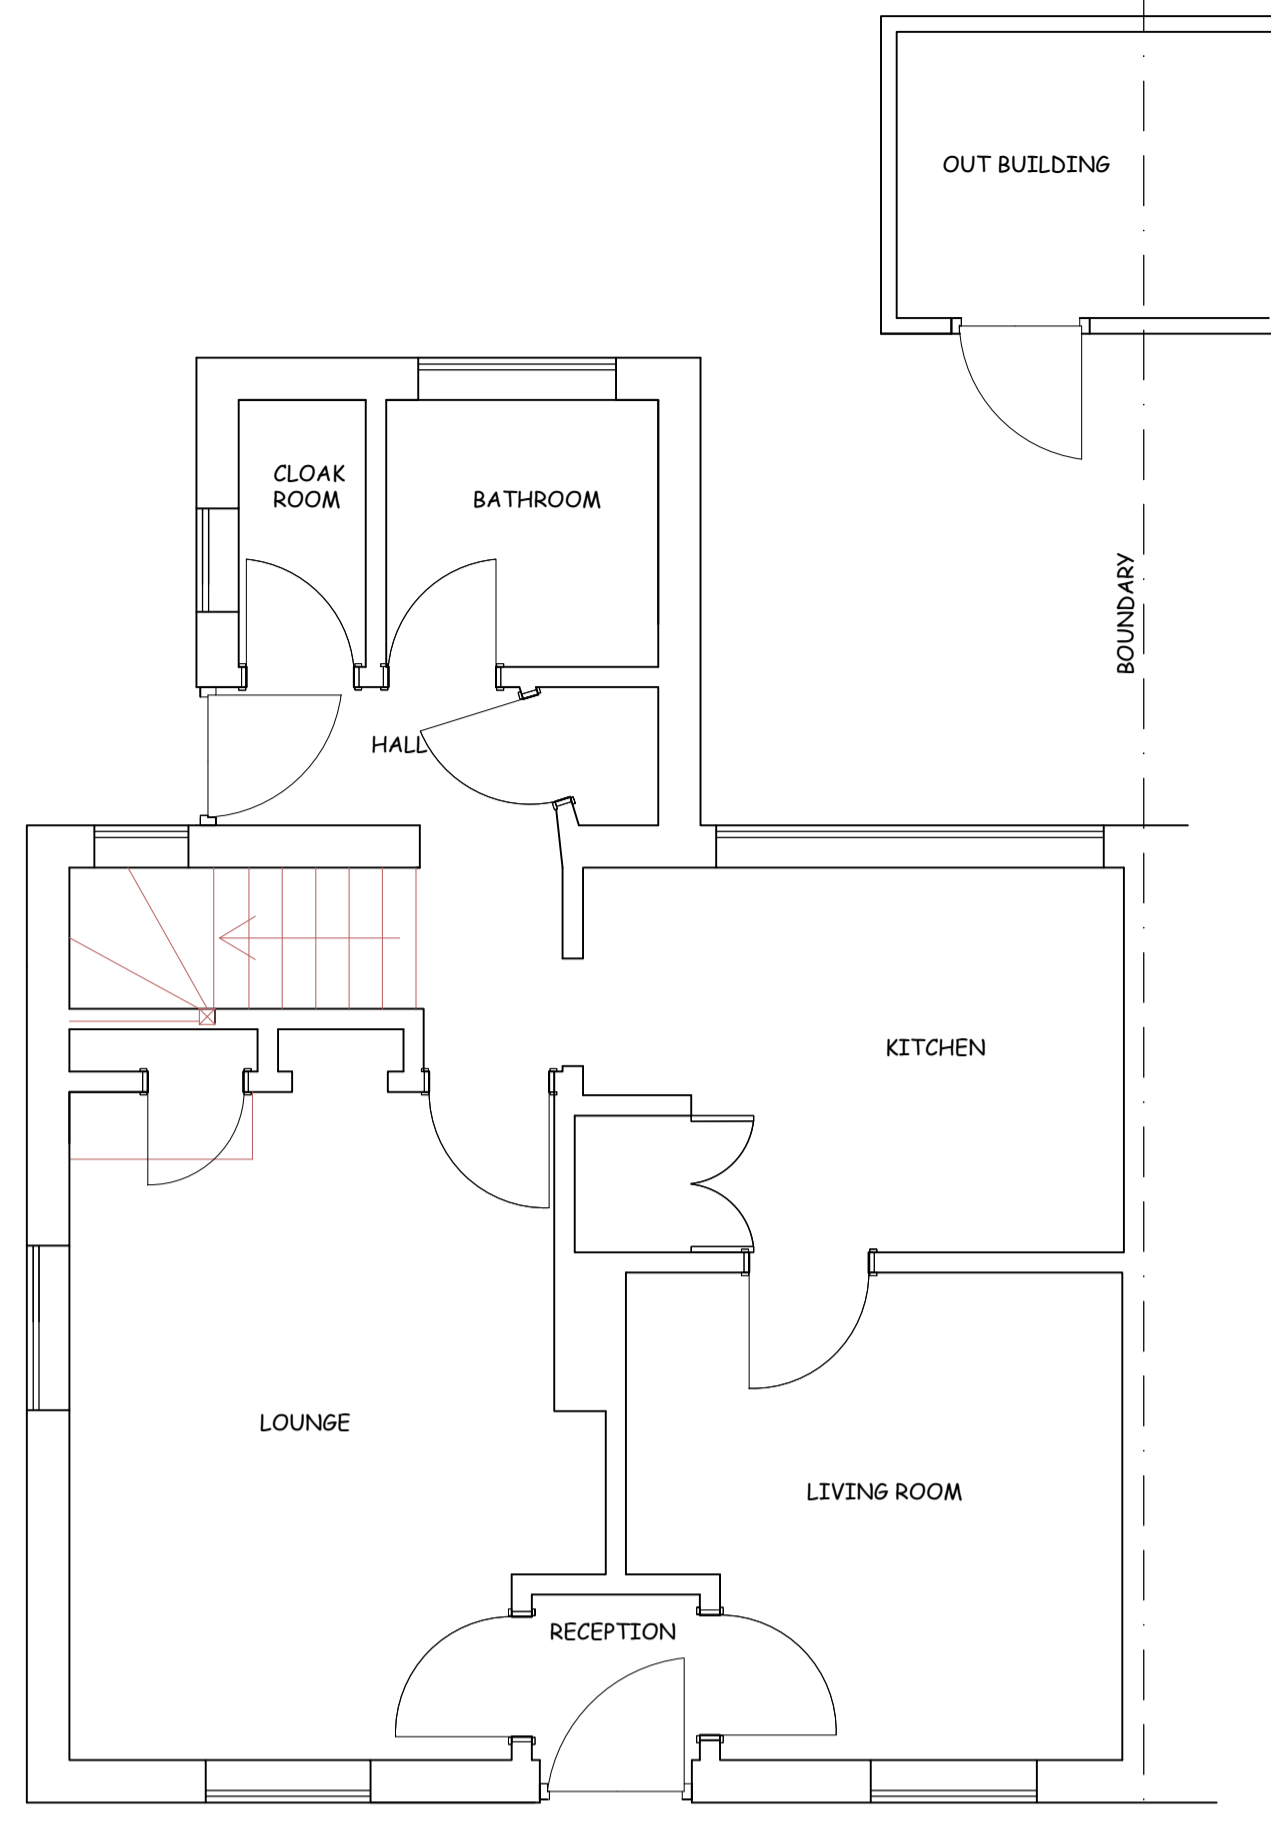 OUT BUILDING
CLOAK
ROOM
BATHROOM
BOUNDARY
HALL
KITCHEN
LOUNGE
LIVING ROOM
RECEPTION